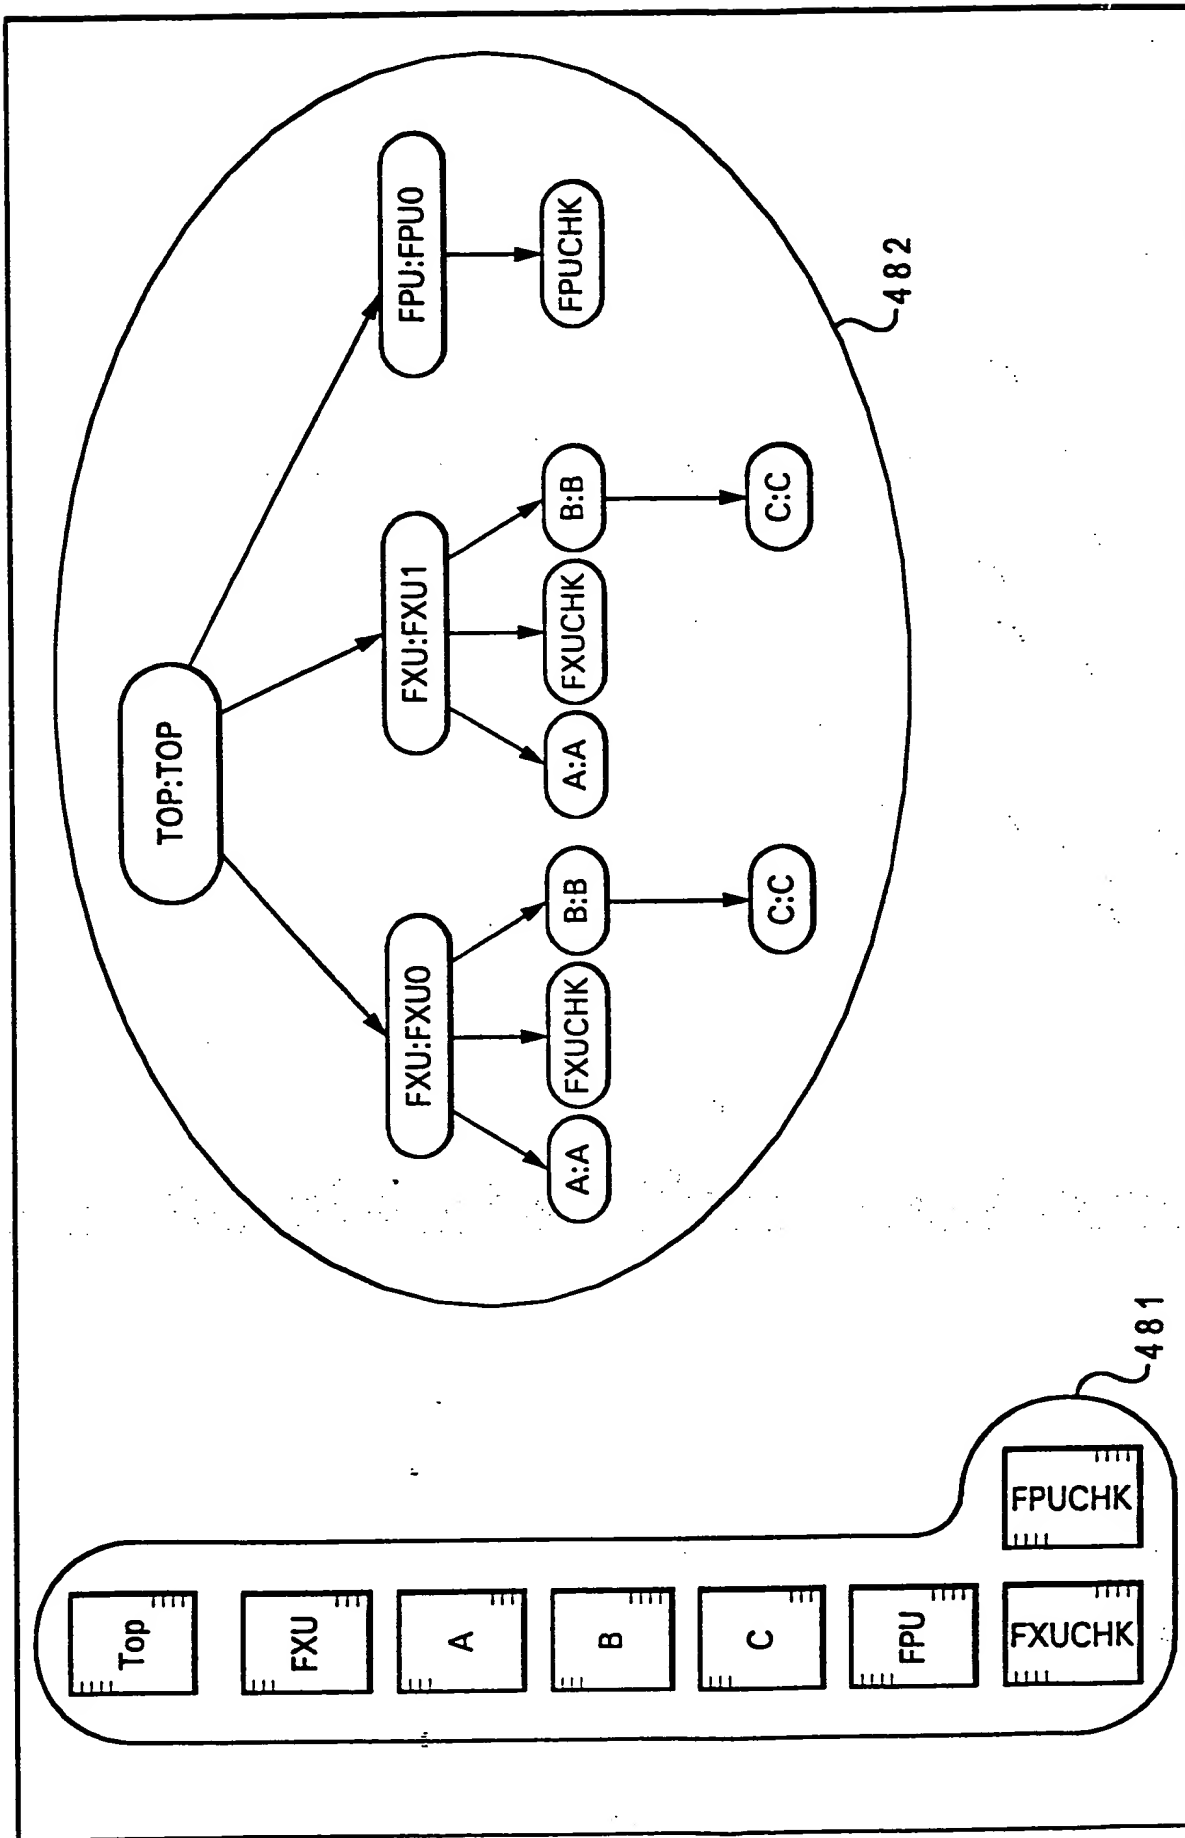 Top
FXU
A
B
C
FPU
FXUCHK
FPUCHK
481
TOP:TOP
FXU:FXU0
FXU:FXU1
FPU:FPU0
A:A
FXUCHK
B:B
A:A
FXUCHK
B:B
FPUCHK
C:C
C:C
482